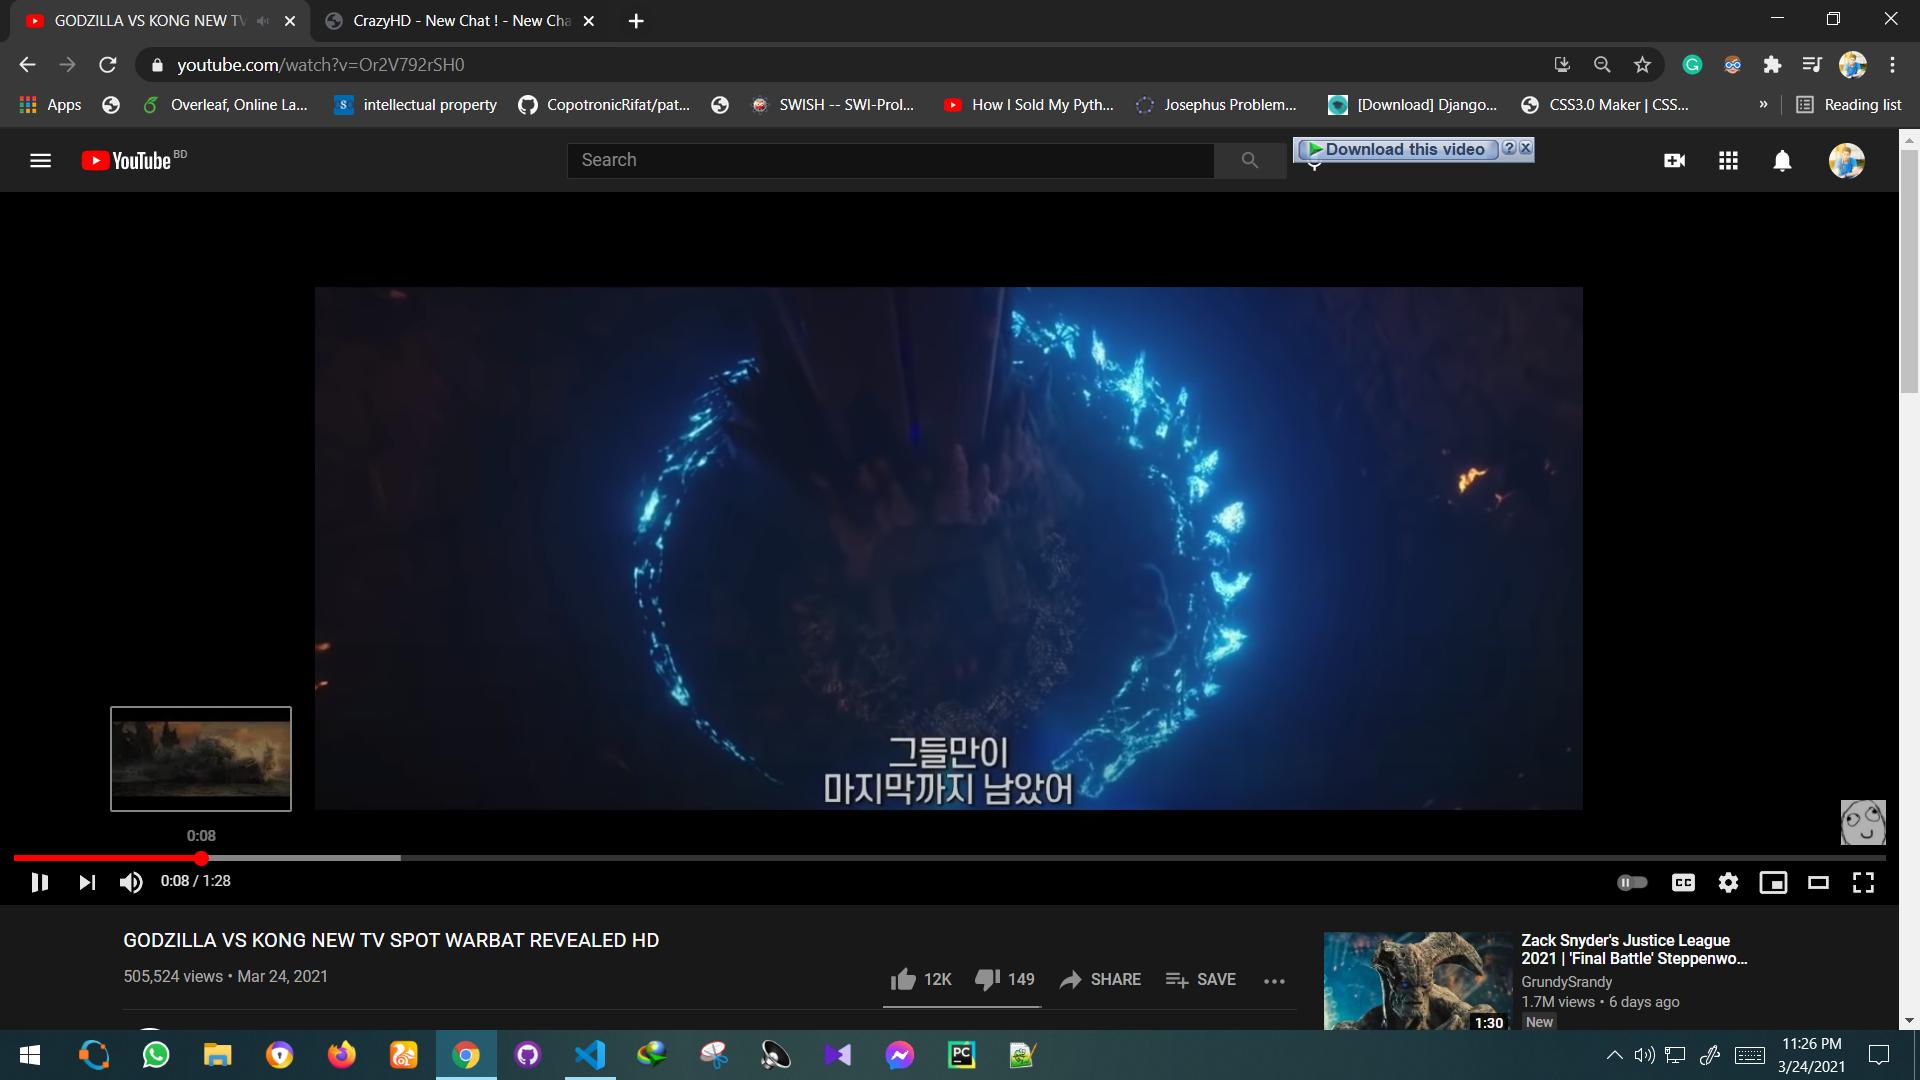 GODZILLA VS KONG NEW TV
CrazyHD - New Chat ! - New Cha
youtube.com/watch?v=Or2V792rSH0
Apps
Overleaf, Online La...
intellectual property
CopotronicRifat/pat...
SWISH -- SWI-Prol...
How I Sold My Pyth...
Josephus Problem...
[Download] Django...
CSS3.0 Maker | CSS...
»
Reading list
YouTube BD
Search
Download this video
그들만이
마지막까지 남았어
0:08
0:08 / 1:28
CC
GODZILLA VS KONG NEW TV SPOT WARBAT REVEALED HD
505,524 views • Mar 24, 2021
12K
149
SHARE
SAVE
Zack Snyder's Justice League
2021 | 'Final Battle' Steppenwo...
GrundySrandy
1.7M views • 6 days ago
New
1:30
PC
11:26 PM
3/24/2021